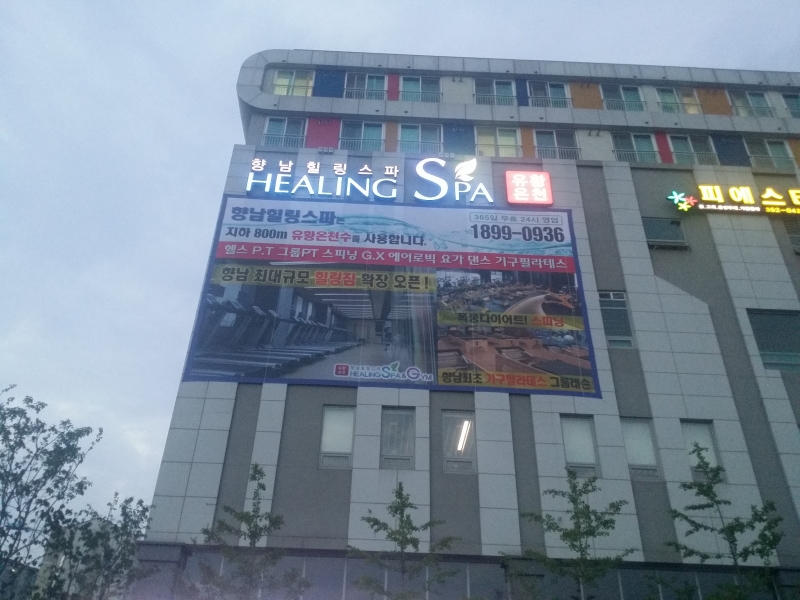 향남힐링스파
HEALING SPA
유황
온천
피에스타
향남힐링스파는
지하 800m 유황온천수를 사용합니다.
365일 무휴 24시 영업
1899-0936
헬스 P.T 그룹PT 스피닝 G.X 에어로빅 요가 댄스 기구필라테스
향남 최대규모 힐링짐 확장 오픈!
폭풍다이어트! 스피닝
향남최초 기구필라테스 그룹레슨
HEALING SPA & GYM